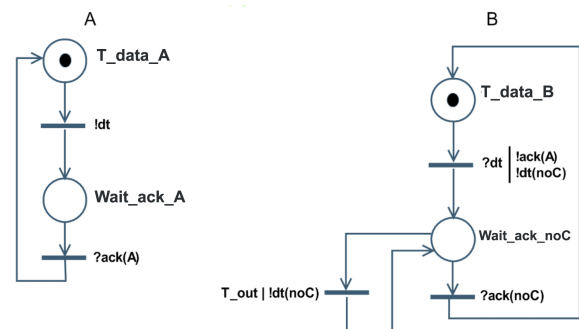 A
T_data_A
!dt
Wait_ack_A
?ack(A)
B
T_data_B
?dt | !ack(A)
!dt(noC)
Wait_ack_noC
T_out | !dt(noC)
?ack(noC)